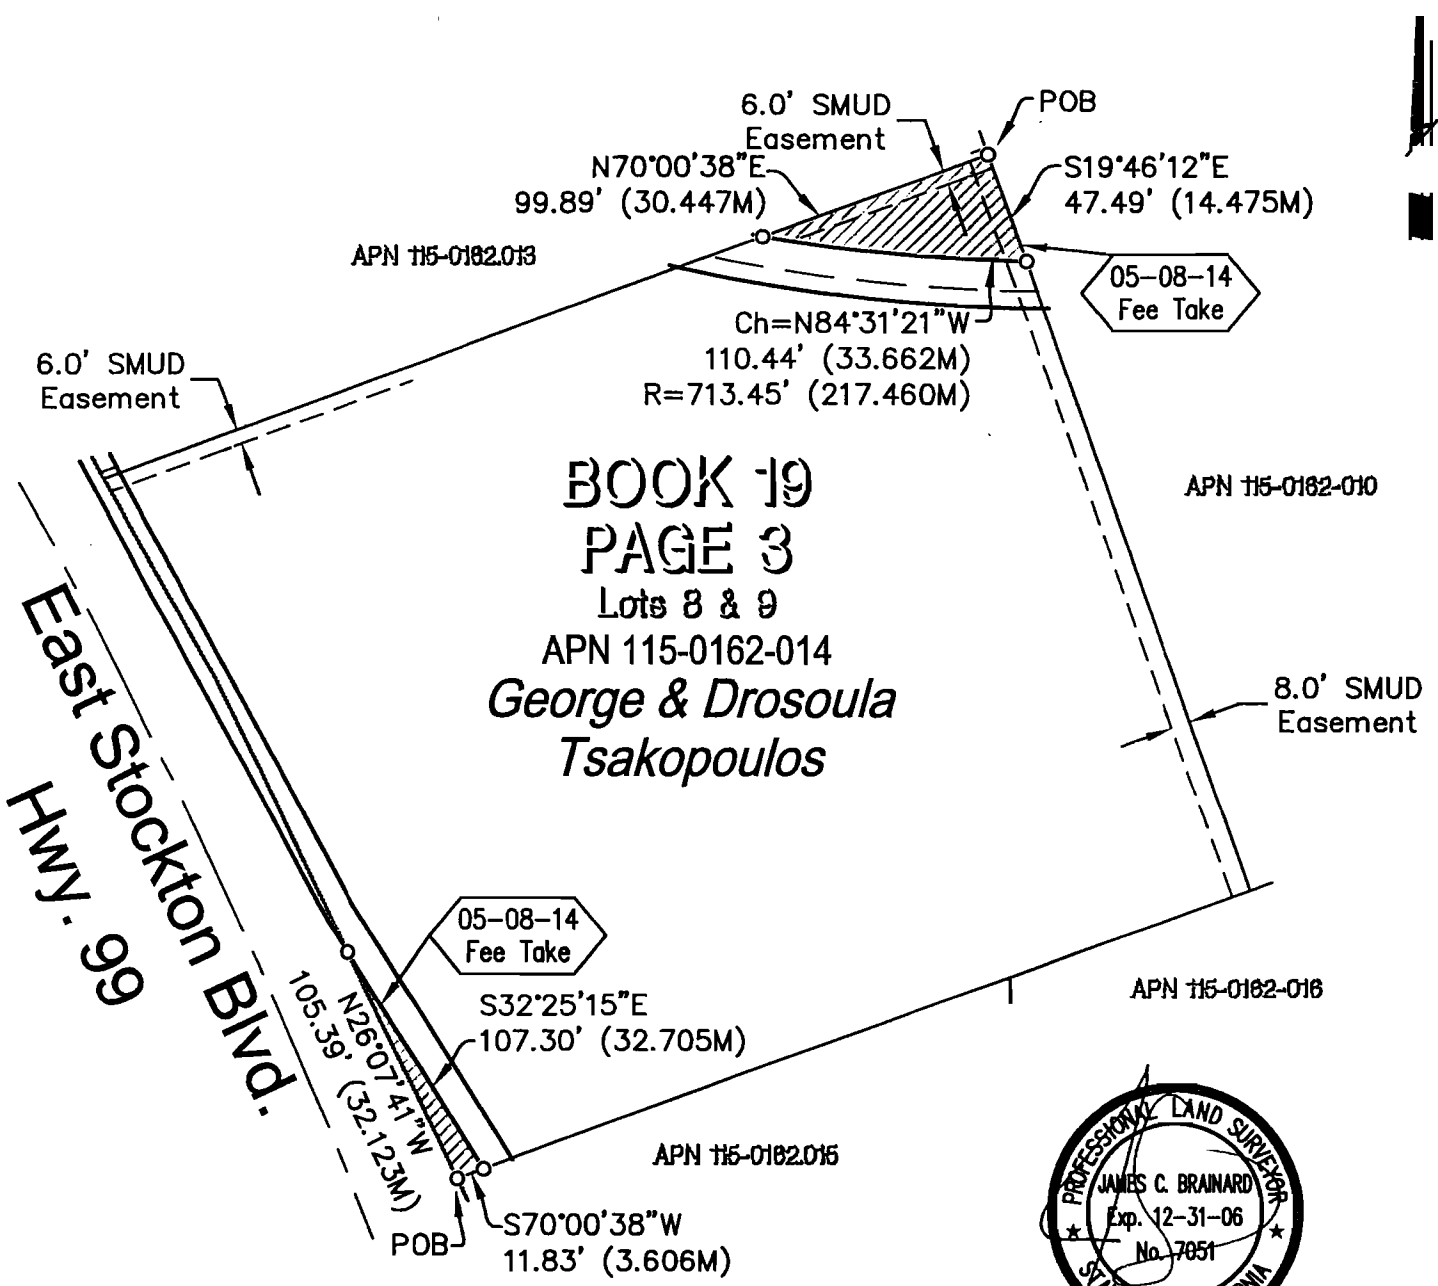 6.0' SMUD
Easement
POB
N70°00'38"E
99.89' (30.447M)
S19°46'12"E
47.49' (14.475M)
APN 115-0162.013
05-08-14
Fee Take
Ch=N84°31'21"W
110.44' (33.662M)
R=713.45' (217.460M)
6.0' SMUD
Easement
BOOK 19
PAGE 3
Lots 8 & 9
APN 115-0162-014
George & Drosoula
Tsakopoulos
APN 115-0162-010
8.0' SMUD
Easement
East Stockton Blvd.
Hwy. 99
05-08-14
Fee Take
S32°25'15"E
107.30' (32.705M)
N26°07'41"W
105.39' (32.123M)
APN 115-0162-016
APN 115-0162.015
POB
S70°00'38"W
11.83' (3.606M)
PROFESSIONAL LAND SURVEYOR
JAMES C. BRAINARD
Exp. 12-31-06
No. 7051